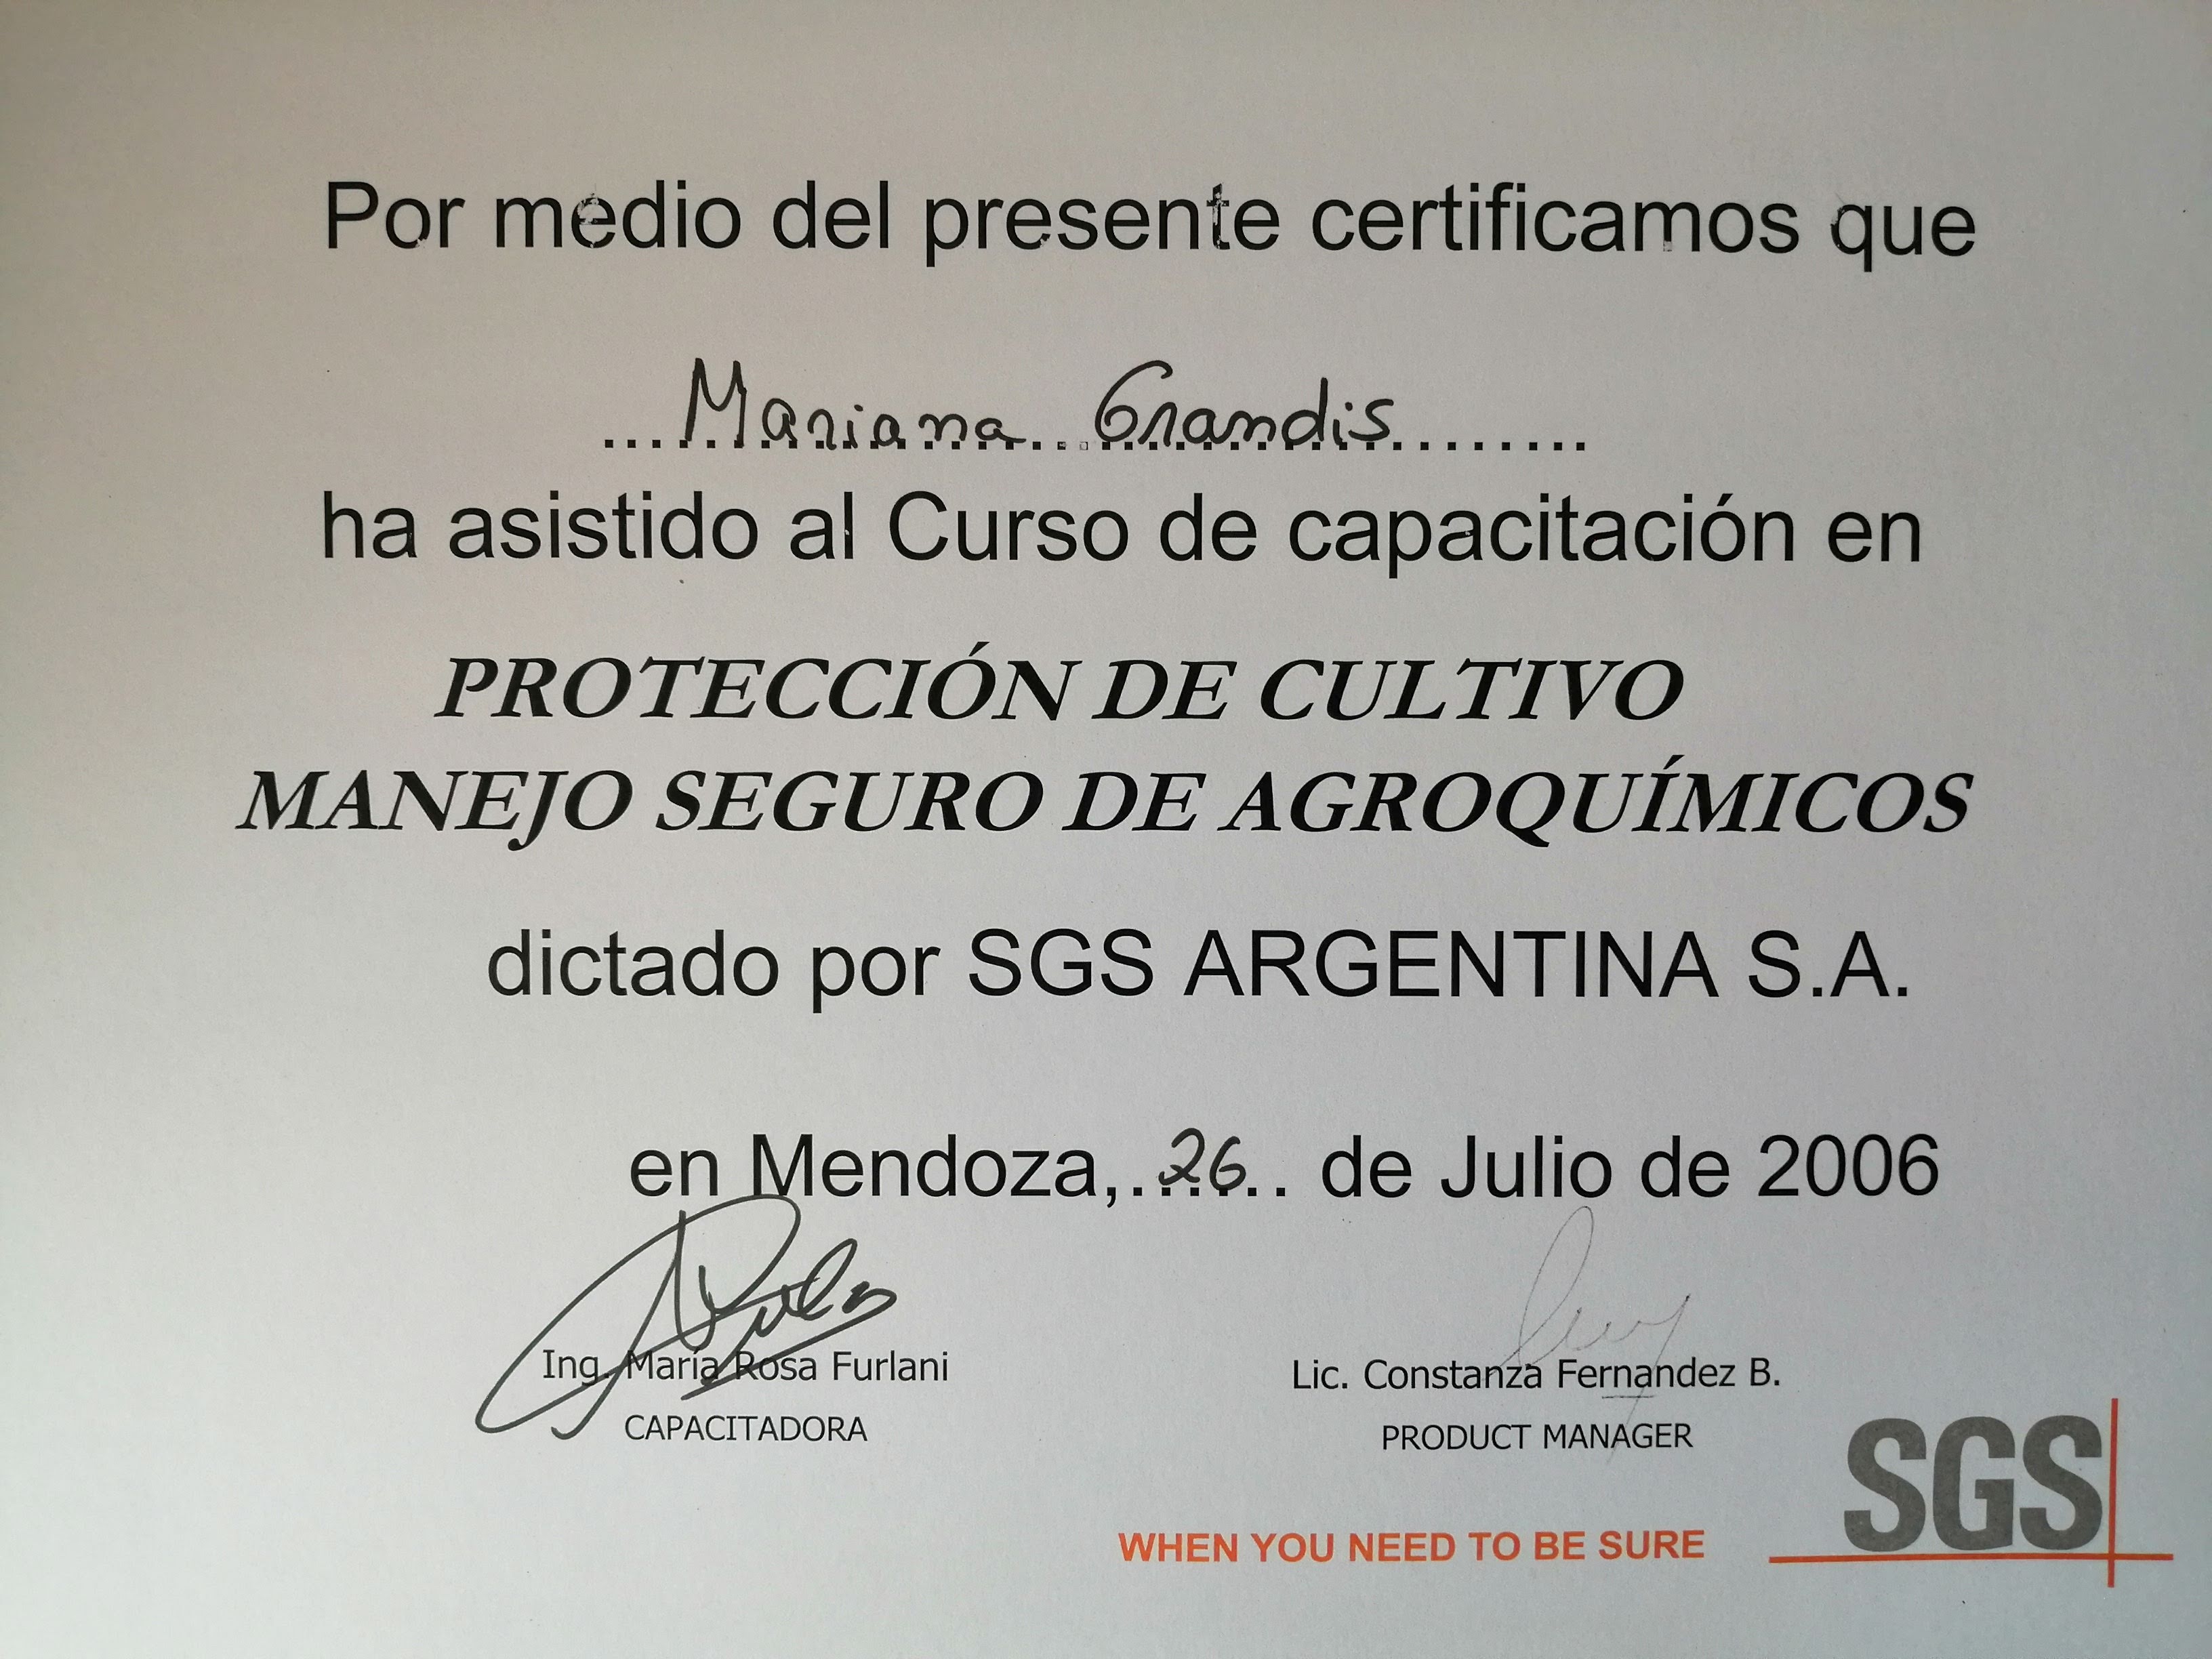 Por medio del presente certificamos que
Mariana Grandis
ha asistido al Curso de capacitación en
PROTECCIÓN DE CULTIVO
MANEJO SEGURO DE AGROQUÍMICOS
dictado por SGS ARGENTINA S.A.
en Mendoza, 26 de Julio de 2006
Ing. María Rosa Furlani
CAPACITADORA
Lic. Constanza Fernandez B.
PRODUCT MANAGER
WHEN YOU NEED TO BE SURE
SGS